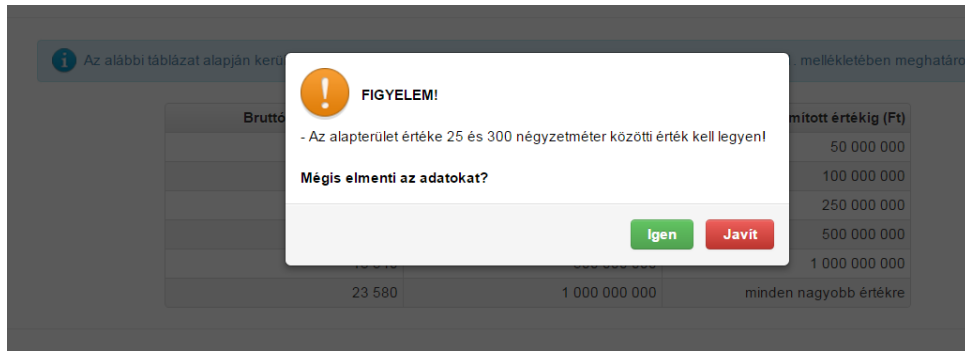 Az alábbi táblázat alapján kerü
. mellékletében meghatáro
FIGYELEM!
- Az alapterület értéke 25 és 300 négyzetméter közötti érték kell legyen!
Mégis elmenti az adatokat?
Igen Javít
Bruttó
mított értékig (Ft)
50 000 000
100 000 000
250 000 000
500 000 000
1 000 000 000
23 580 1 000 000 000 minden nagyobb értékre